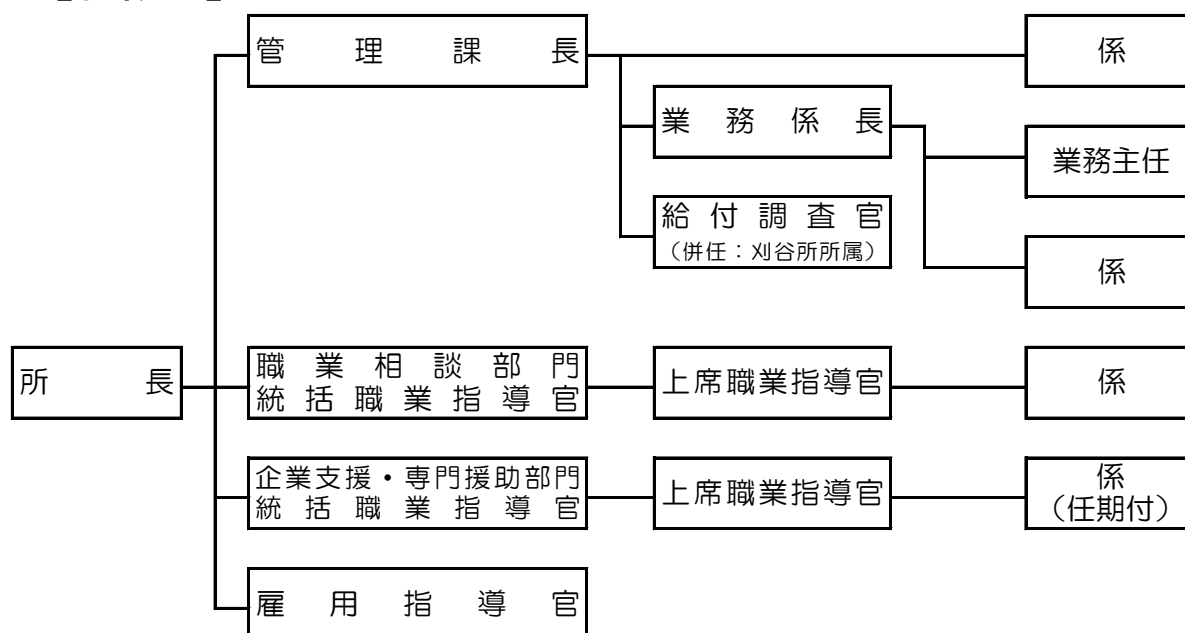 管理課長
係
業務係長
業務主任
給付調査官
（併任：刈谷所所属）
係
所長
職業相談部門
統括職業指導官
上席職業指導官
係
企業支援・専門援助部門
統括職業指導官
上席職業指導官
係
（任期付）
雇用指導官